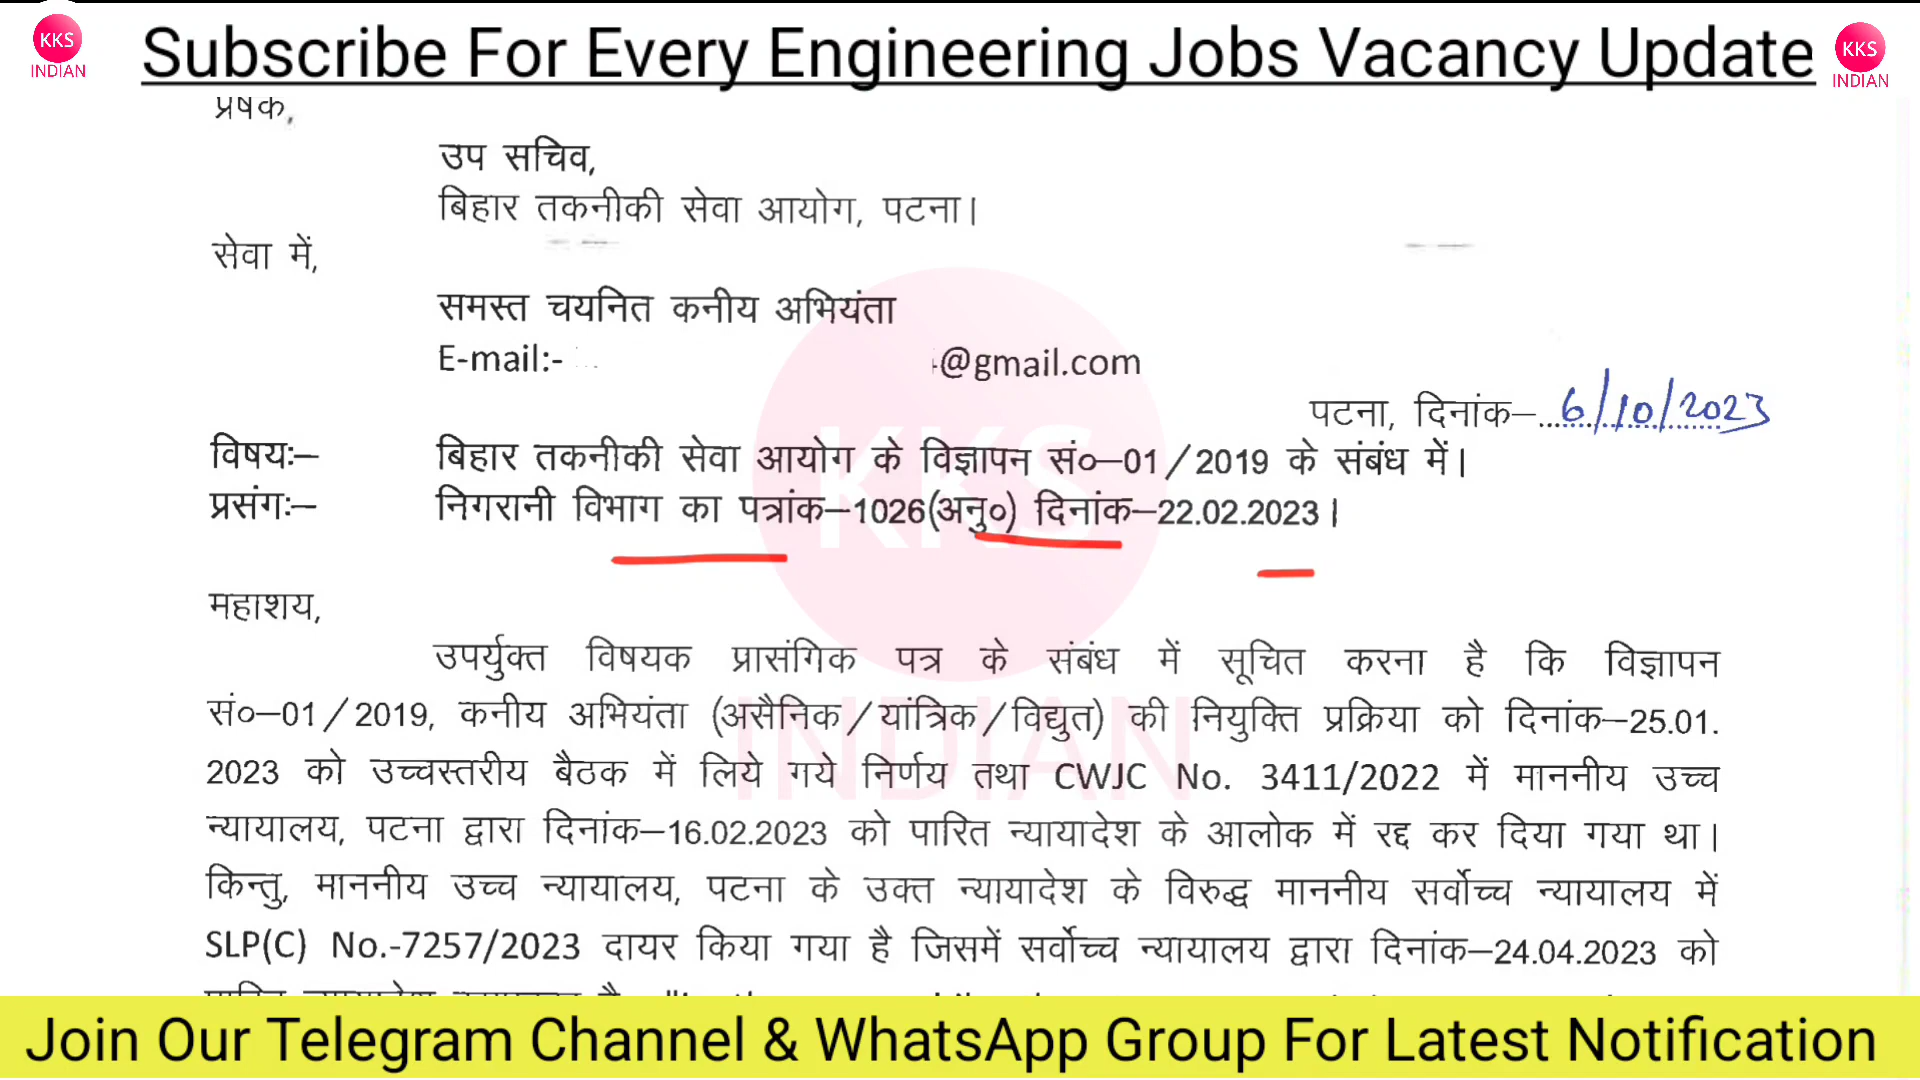 KKS
INDIAN
Subscribe For Every Engineering Jobs Vacancy Update
KKS
INDIAN
प्रेषक,
उप सचिव,
बिहार तकनीकी सेवा आयोग, पटना।
सेवा में,
समस्त चयनित कनीय अभियंता
E-mail:- @gmail.com
पटना, दिनांक–...6/10/2023
विषयः– बिहार तकनीकी सेवा आयोग के विज्ञापन सं०–01/2019 के संबंध में।
प्रसंगः– निगरानी विभाग का पत्रांक–1026(अनु०) दिनांक–22.02.2023।
महाशय,
उपर्युक्त विषयक प्रासंगिक पत्र के संबंध में सूचित करना है कि विज्ञापन
सं०–01/2019, कनीय अभियंता (असैनिक/यांत्रिक/विद्युत) की नियुक्ति प्रक्रिया को दिनांक–25.01.
2023 को उच्चस्तरीय बैठक में लिये गये निर्णय तथा CWJC No. 3411/2022 में माननीय उच्च
न्यायालय, पटना द्वारा दिनांक–16.02.2023 को पारित न्यायादेश के आलोक में रद्द कर दिया गया था।
किन्तु, माननीय उच्च न्यायालय, पटना के उक्त न्यायादेश के विरुद्ध माननीय सर्वोच्च न्यायालय में
SLP(C) No.-7257/2023 दायर किया गया है जिसमें सर्वोच्च न्यायालय द्वारा दिनांक–24.04.2023 को
KKS
INDIAN
Join Our Telegram Channel & WhatsApp Group For Latest Notification